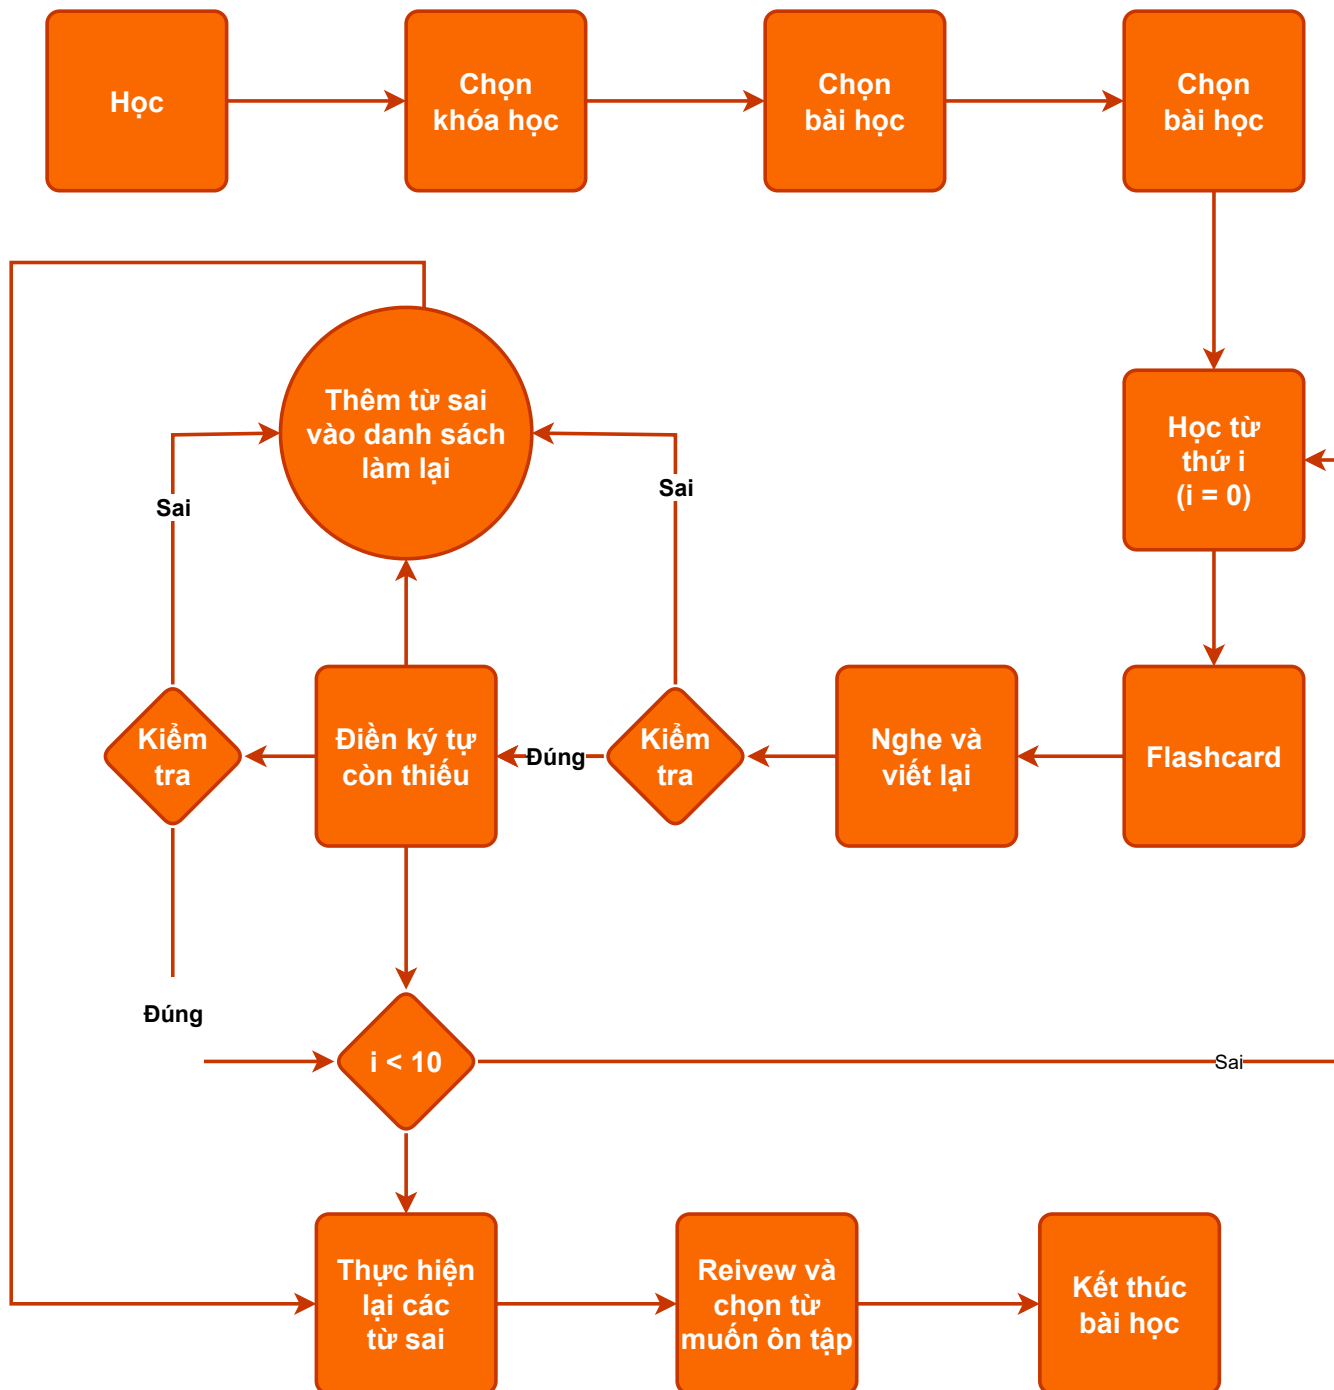 Học
Chọn
khóa học
Chọn
bài học
Chọn
bài học
Thêm từ sai
vào danh sách
làm lại
Học từ
thứ i
(i = 0)
Sai
Sai
Kiểm
tra
Điền ký tự
còn thiếu
Đúng
Kiểm
tra
Nghe và
viết lại
Flashcard
Đúng
i < 10
Sai
Thực hiện
lại các
từ sai
Reivew và
chọn từ
muốn ôn tập
Kết thúc
bài học